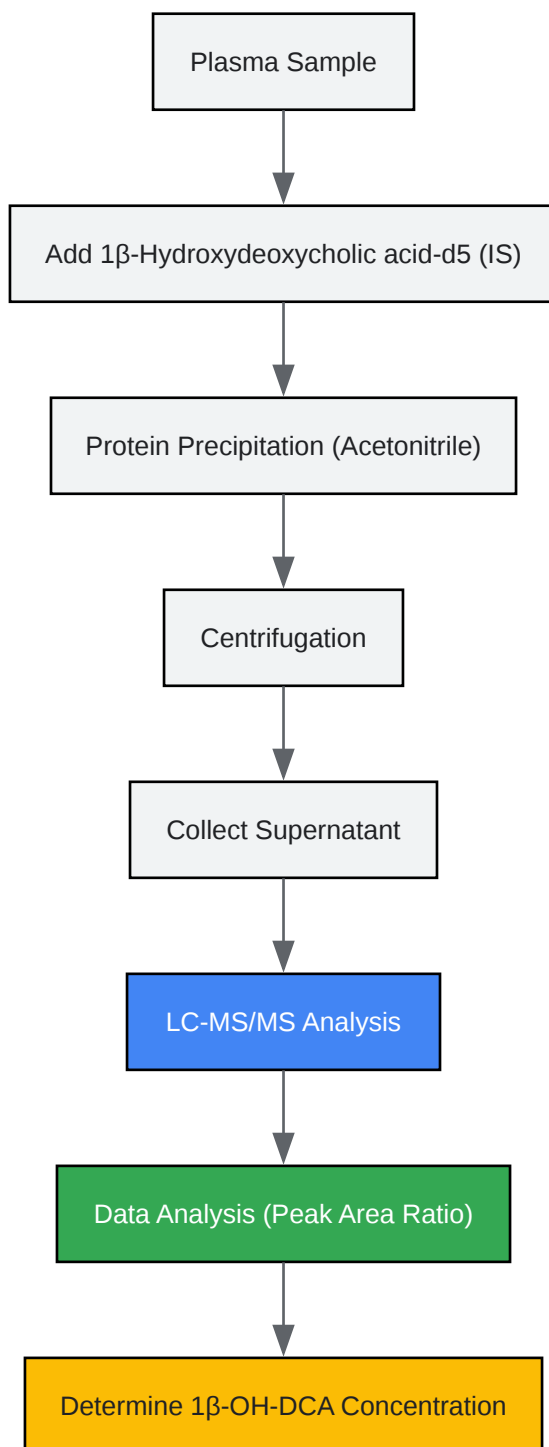 Plasma Sample
Add 1β-Hydroxydeoxycholic acid-d5 (IS)
Protein Precipitation (Acetonitrile)
Centrifugation
Collect Supernatant
LC-MS/MS Analysis
Data Analysis (Peak Area Ratio)
Determine 1β-OH-DCA Concentration